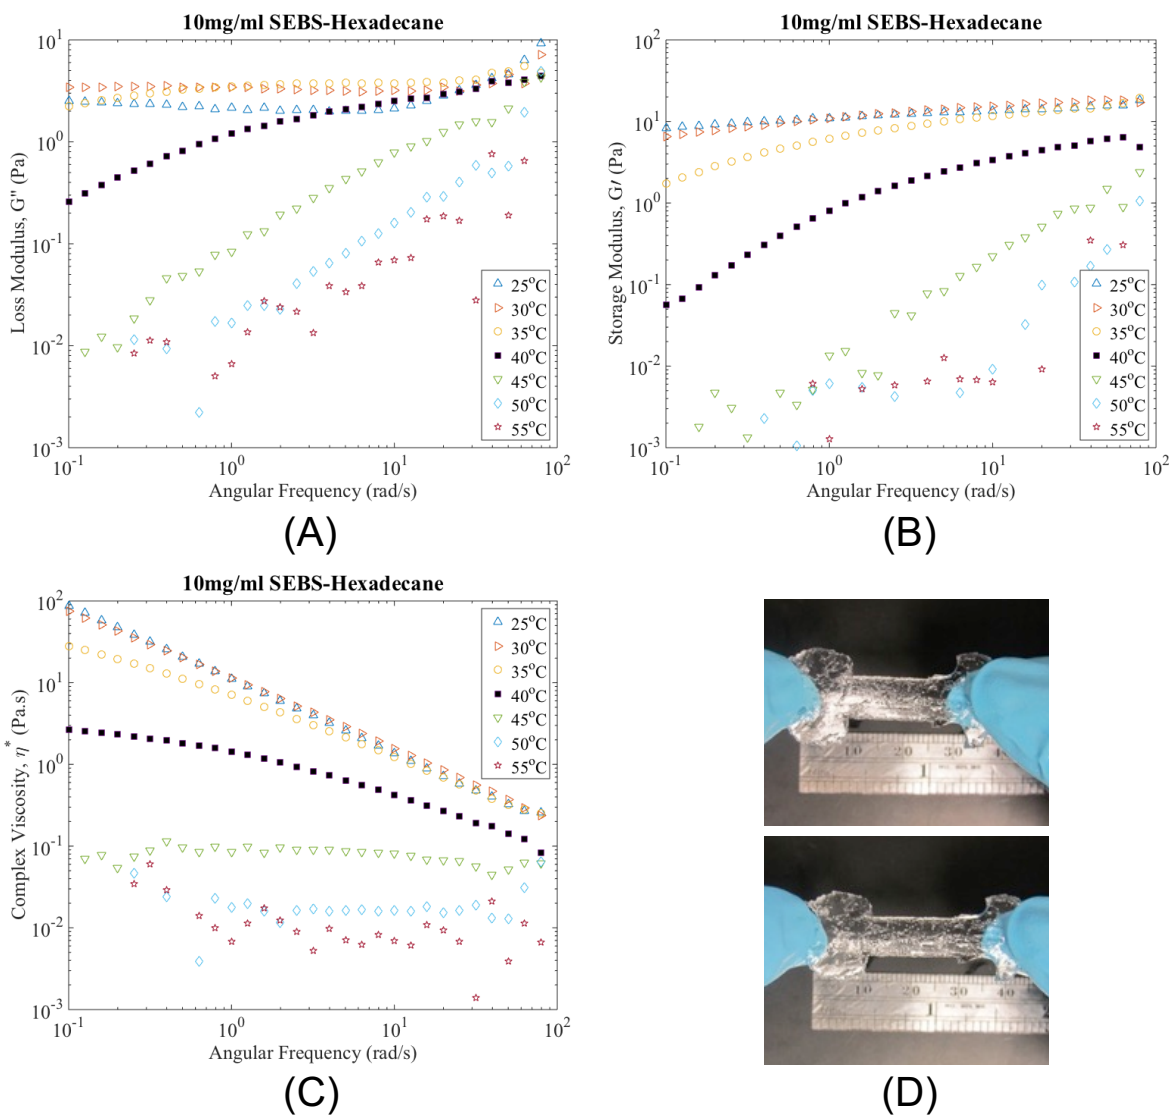 10mg/ml SEBS-Hexadecane
10¹
10⁰
10⁻¹
10⁻²
10⁻³
Loss Modulus, G" (Pa)
25°C
30°C
35°C
40°C
45°C
50°C
55°C
10⁻¹
10⁰
10¹
10²
Angular Frequency (rad/s)
(A)
10mg/ml SEBS-Hexadecane
10²
10¹
10⁰
10⁻¹
10⁻²
10⁻³
Storage Modulus, G′ (Pa)
25°C
30°C
35°C
40°C
45°C
50°C
55°C
10⁻¹
10⁰
10¹
10²
Angular Frequency (rad/s)
(B)
10mg/ml SEBS-Hexadecane
10²
10¹
10⁰
10⁻¹
10⁻²
10⁻³
Complex Viscosity, η* (Pa.s)
25°C
30°C
35°C
40°C
45°C
50°C
55°C
10⁻¹
10⁰
10¹
10²
Angular Frequency (rad/s)
(C)
10 20 30 40
1
10 20 30 40
1
(D)